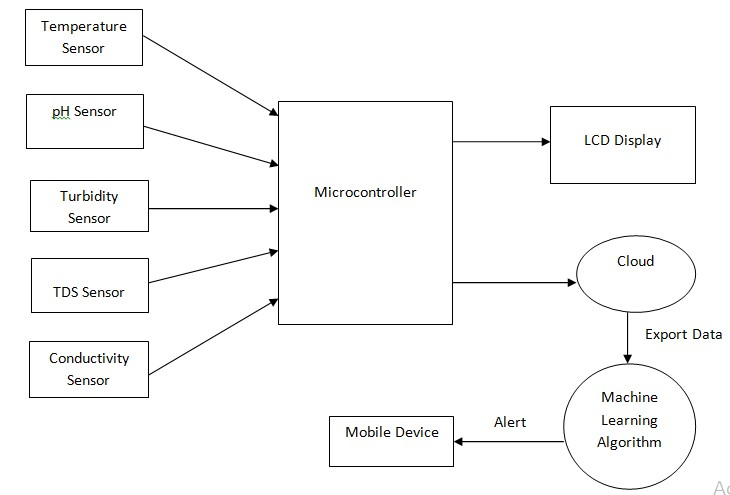 Temperature
Sensor
pH Sensor
Turbidity
Sensor
TDS Sensor
Conductivity
Sensor
Microcontroller
LCD Display
Cloud
Export Data
Machine
Learning
Algorithm
Alert
Mobile Device